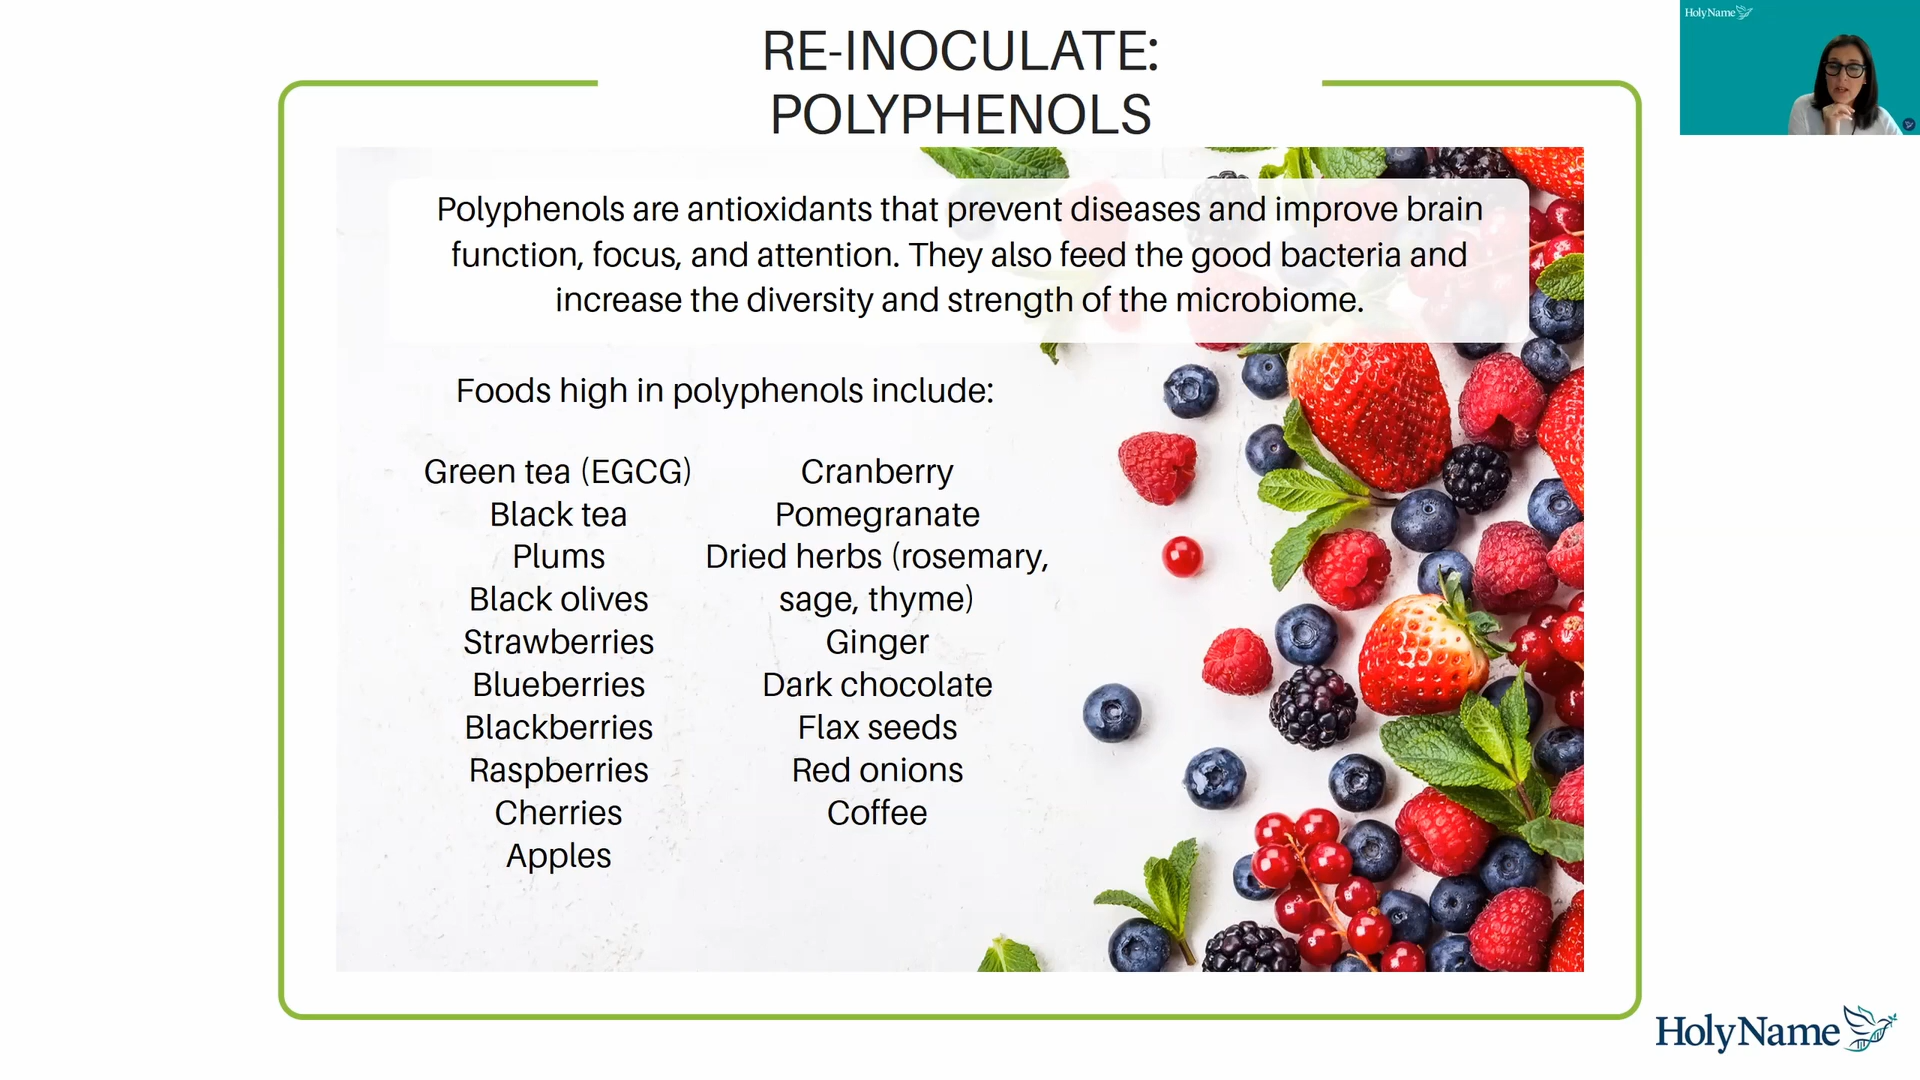 RE-INOCULATE:
POLYPHENOLS
HolyName
Polyphenols are antioxidants that prevent diseases and improve brain
function, focus, and attention. They also feed the good bacteria and
increase the diversity and strength of the microbiome.
Foods high in polyphenols include:
Green tea (EGCG)
Black tea
Plums
Black olives
Strawberries
Blueberries
Blackberries
Raspberries
Cherries
Apples
Cranberry
Pomegranate
Dried herbs (rosemary,
sage, thyme)
Ginger
Dark chocolate
Flax seeds
Red onions
Coffee
HolyName